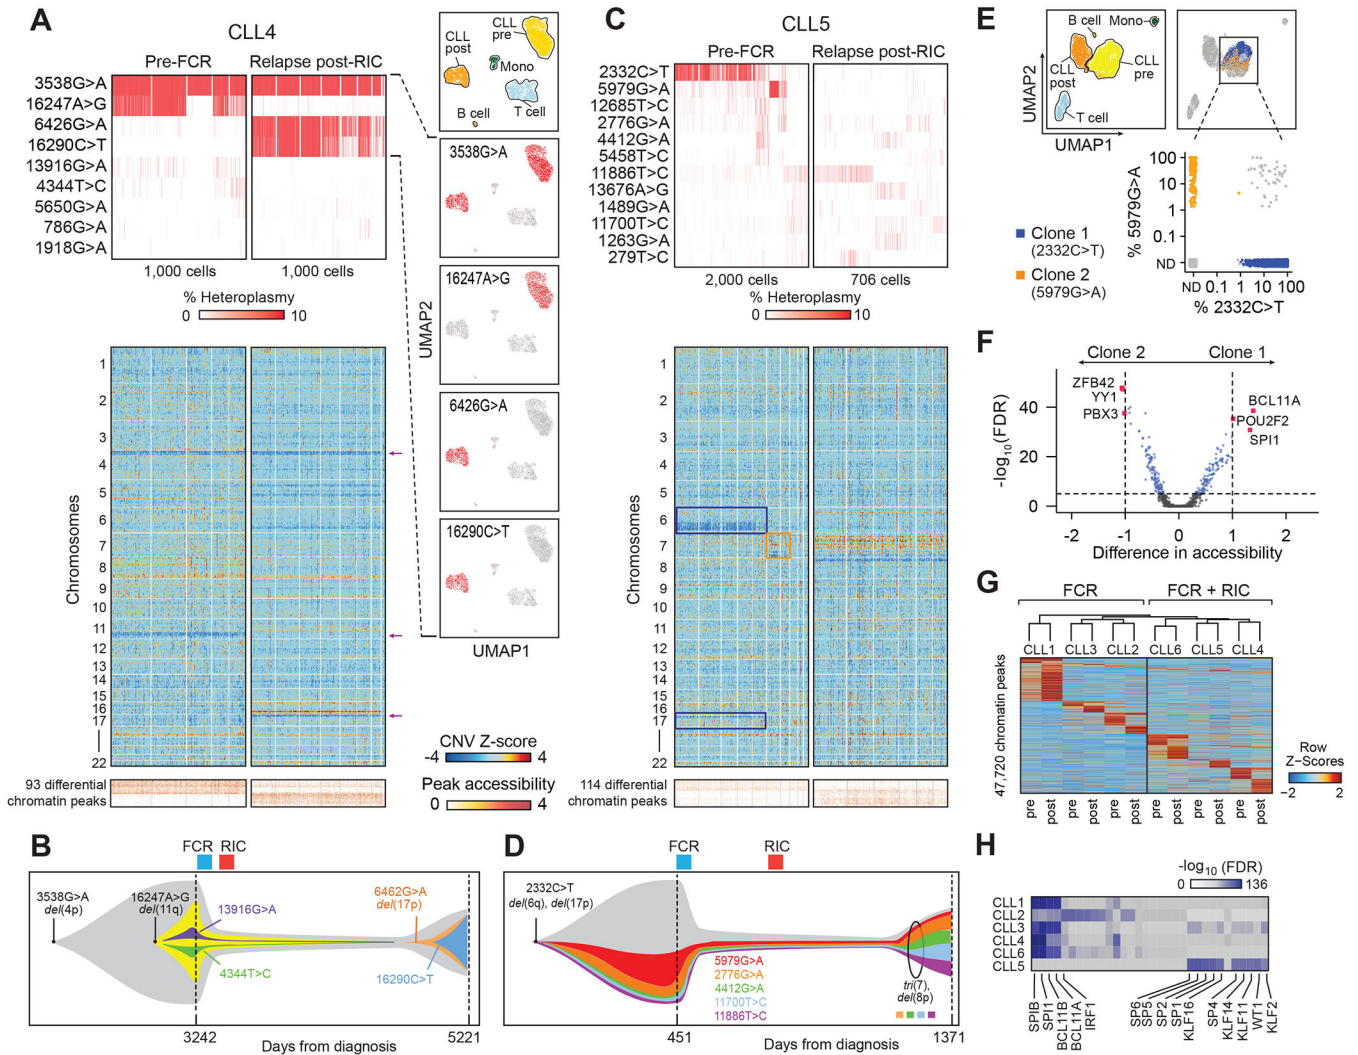 A
CLL4
Pre-FCR
Relapse post-RIC
3538G>A
16247A>G
6426G>A
16290C>T
13916G>A
4344T>C
5650G>A
786G>A
1918G>A
1,000 cells
1,000 cells
% Heteroplasmy
0
10
Chromosomes
1
2
3
4
5
6
7
8
9
10
11
12
13
14
15
16
17
22
93 differential
chromatin peaks
CNV Z-score
-4
4
Peak accessibility
0
4
CLL
post
CLL
pre
Mono
B cell
T cell
3538G>A
16247A>G
6426G>A
16290C>T
UMAP2
UMAP1
B
FCR
RIC
3538G>A
del(4p)
16247A>G
del(11q)
13916G>A
4344T>C
6462G>A
del(17p)
16290C>T
3242
Days from diagnosis
5221
C
CLL5
Pre-FCR
Relapse post-RIC
2332C>T
5979G>A
12685T>C
2776G>A
4412G>A
5458T>C
11886T>C
13676A>G
1489G>A
11700T>C
1263G>A
279T>C
2,000 cells
706 cells
% Heteroplasmy
0
10
Chromosomes
1
2
3
4
5
6
7
8
9
10
11
12
13
14
15
16
17
22
114 differential
chromatin peaks
D
FCR
RIC
2332C>T
del(6q), del(17p)
5979G>A
2776G>A
4412G>A
11700T>C
11886T>C
tri(7),
del(8p)
451
Days from diagnosis
1371
E
B cell
Mono
CLL
post
CLL
pre
T cell
UMAP2
UMAP1
Clone 1
(2332C>T)
Clone 2
(5979G>A)
% 5979G>A
100
10
1
0.1
ND
ND
0.1
1
10
100
% 2332C>T
F
Clone 2
Clone 1
ZFB42
YY1
PBX3
BCL11A
POU2F2
SPI1
-log10(FDR)
40
20
0
-2
-1
0
1
2
Difference in accessibility
G
FCR
FCR + RIC
CLL1
CLL3
CLL2
CLL6
CLL5
CLL4
47,720 chromatin peaks
pre
post
pre
post
pre
post
pre
post
pre
post
pre
post
Row
Z-Scores
-2
2
H
-log10 (FDR)
0
136
CLL1
CLL2
CLL3
CLL4
CLL6
CLL5
SPIB
SPI1
BCL11B
BCL11A
IRF1
SP6
SP5
SP2
SP1
KLF16
SP4
KLF14
KLF11
WT1
KLF2